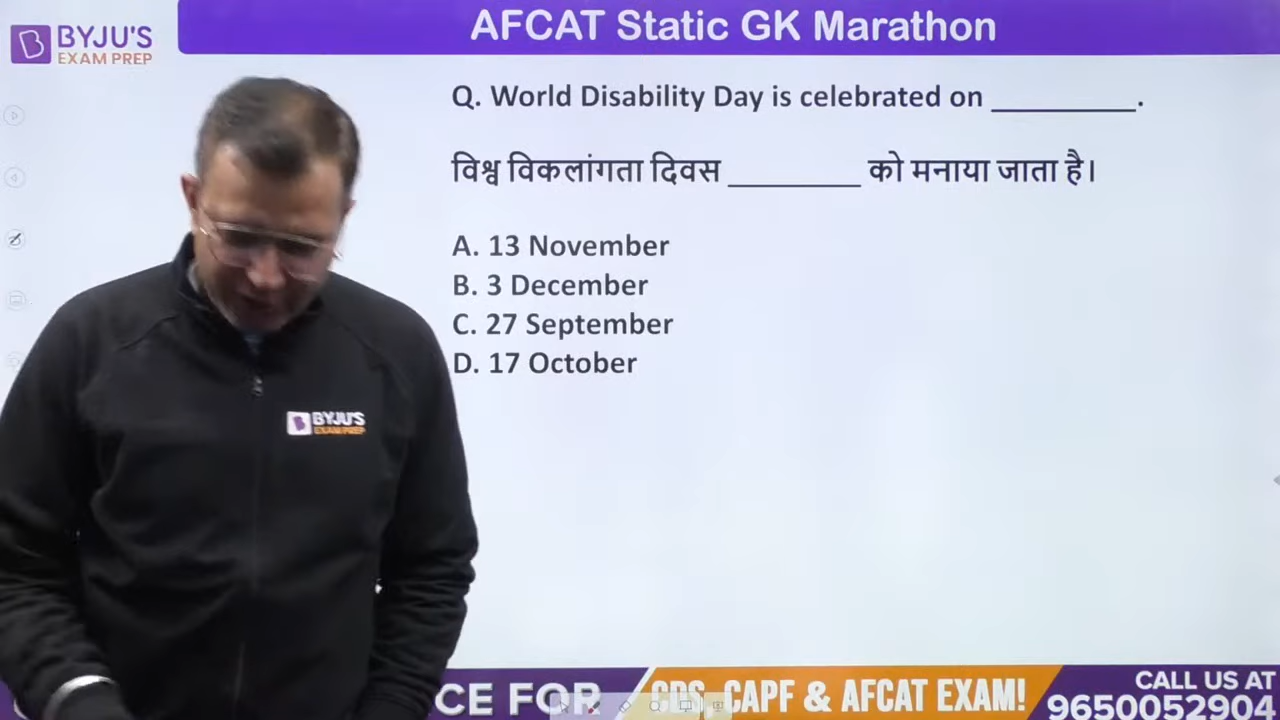 AFCAT Static GK Marathon
BYJU'S
EXAM PREP
Q. World Disability Day is celebrated on _________.
विश्व विकलांगता दिवस ________ को मनाया जाता है।
A. 13 November
B. 3 December
C. 27 September
D. 17 October
BYJU'S
EXAM PREP
CE FOR CDS, CAPF & AFCAT EXAM!
CALL US AT
9650052904